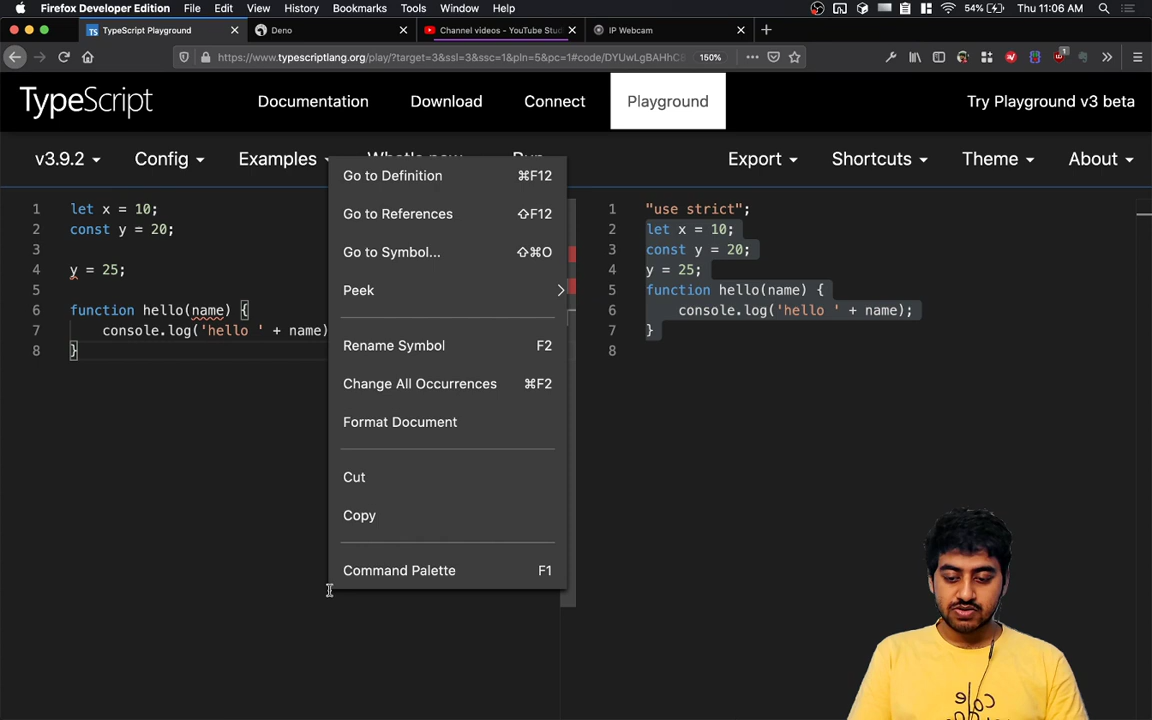 Firefox Developer Edition File Edit View History Bookmarks Tools Window Help 54% Thu 11:06 AM
TS TypeScript Playground Deno Channel videos - YouTube Stud IP Webcam
https://www.typescriptlang.org/play/?target=3&ssl=3&ssc=1&pln=5&pc=1#code/DYUwLgBAHhC 150% 1
TypeScript Documentation Download Connect Playground Try Playground v3 beta
v3.9.2 Config Examples What's new Run Export Shortcuts Theme About
1 let x = 10;
2 const y = 20;
3
4 y = 25;
5
6 function hello(name) {
7 console.log('hello ' + name)
8 }
Go to Definition ⌘F12
Go to References ⇧F12
Go to Symbol... ⇧⌘O
Peek
Rename Symbol F2
Change All Occurrences ⌘F2
Format Document
Cut
Copy
Command Palette F1
1 "use strict";
2 let x = 10;
3 const y = 20;
4 y = 25;
5 function hello(name) {
6 console.log('hello ' + name);
7 }
8